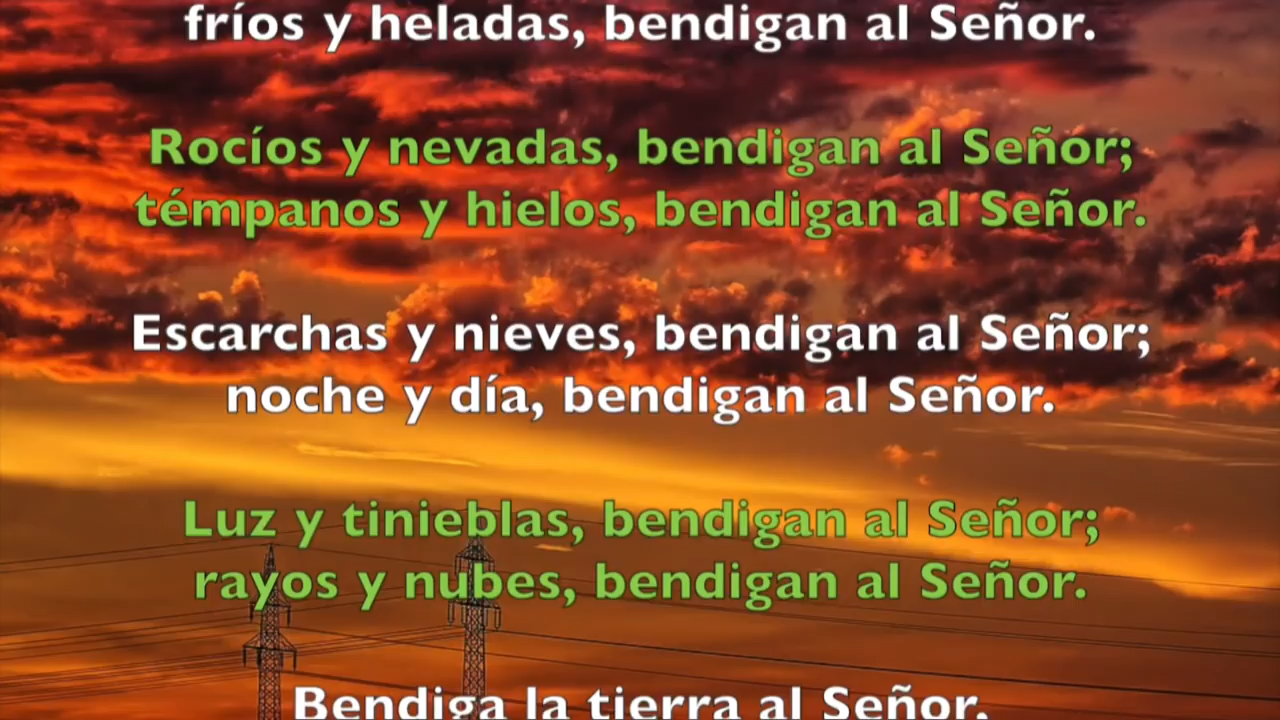 fríos y heladas, bendigan al Señor.
Rocíos y nevadas, bendigan al Señor;
témpanos y hielos, bendigan al Señor.
Escarchas y nieves, bendigan al Señor;
noche y día, bendigan al Señor.
Luz y tinieblas, bendigan al Señor;
rayos y nubes, bendigan al Señor.
Bendiga la tierra al Señor,